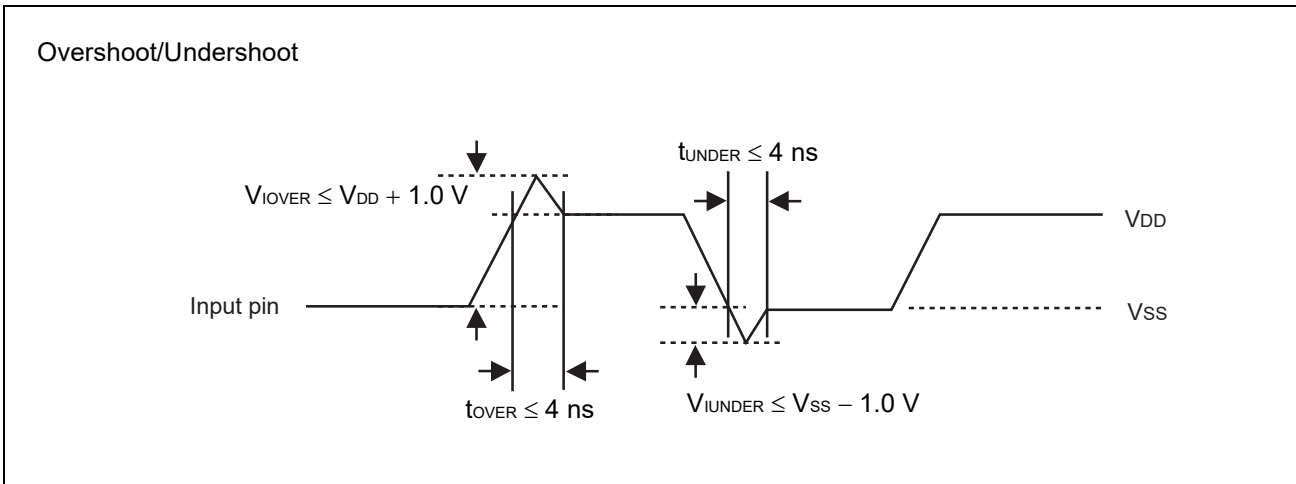 Overshoot/Undershoot
tUNDER ≤ 4 ns
VIOVER ≤ VDD + 1.0 V
VDD
Input pin
VSS
tOVER ≤ 4 ns
VIUNDER ≤ VSS − 1.0 V